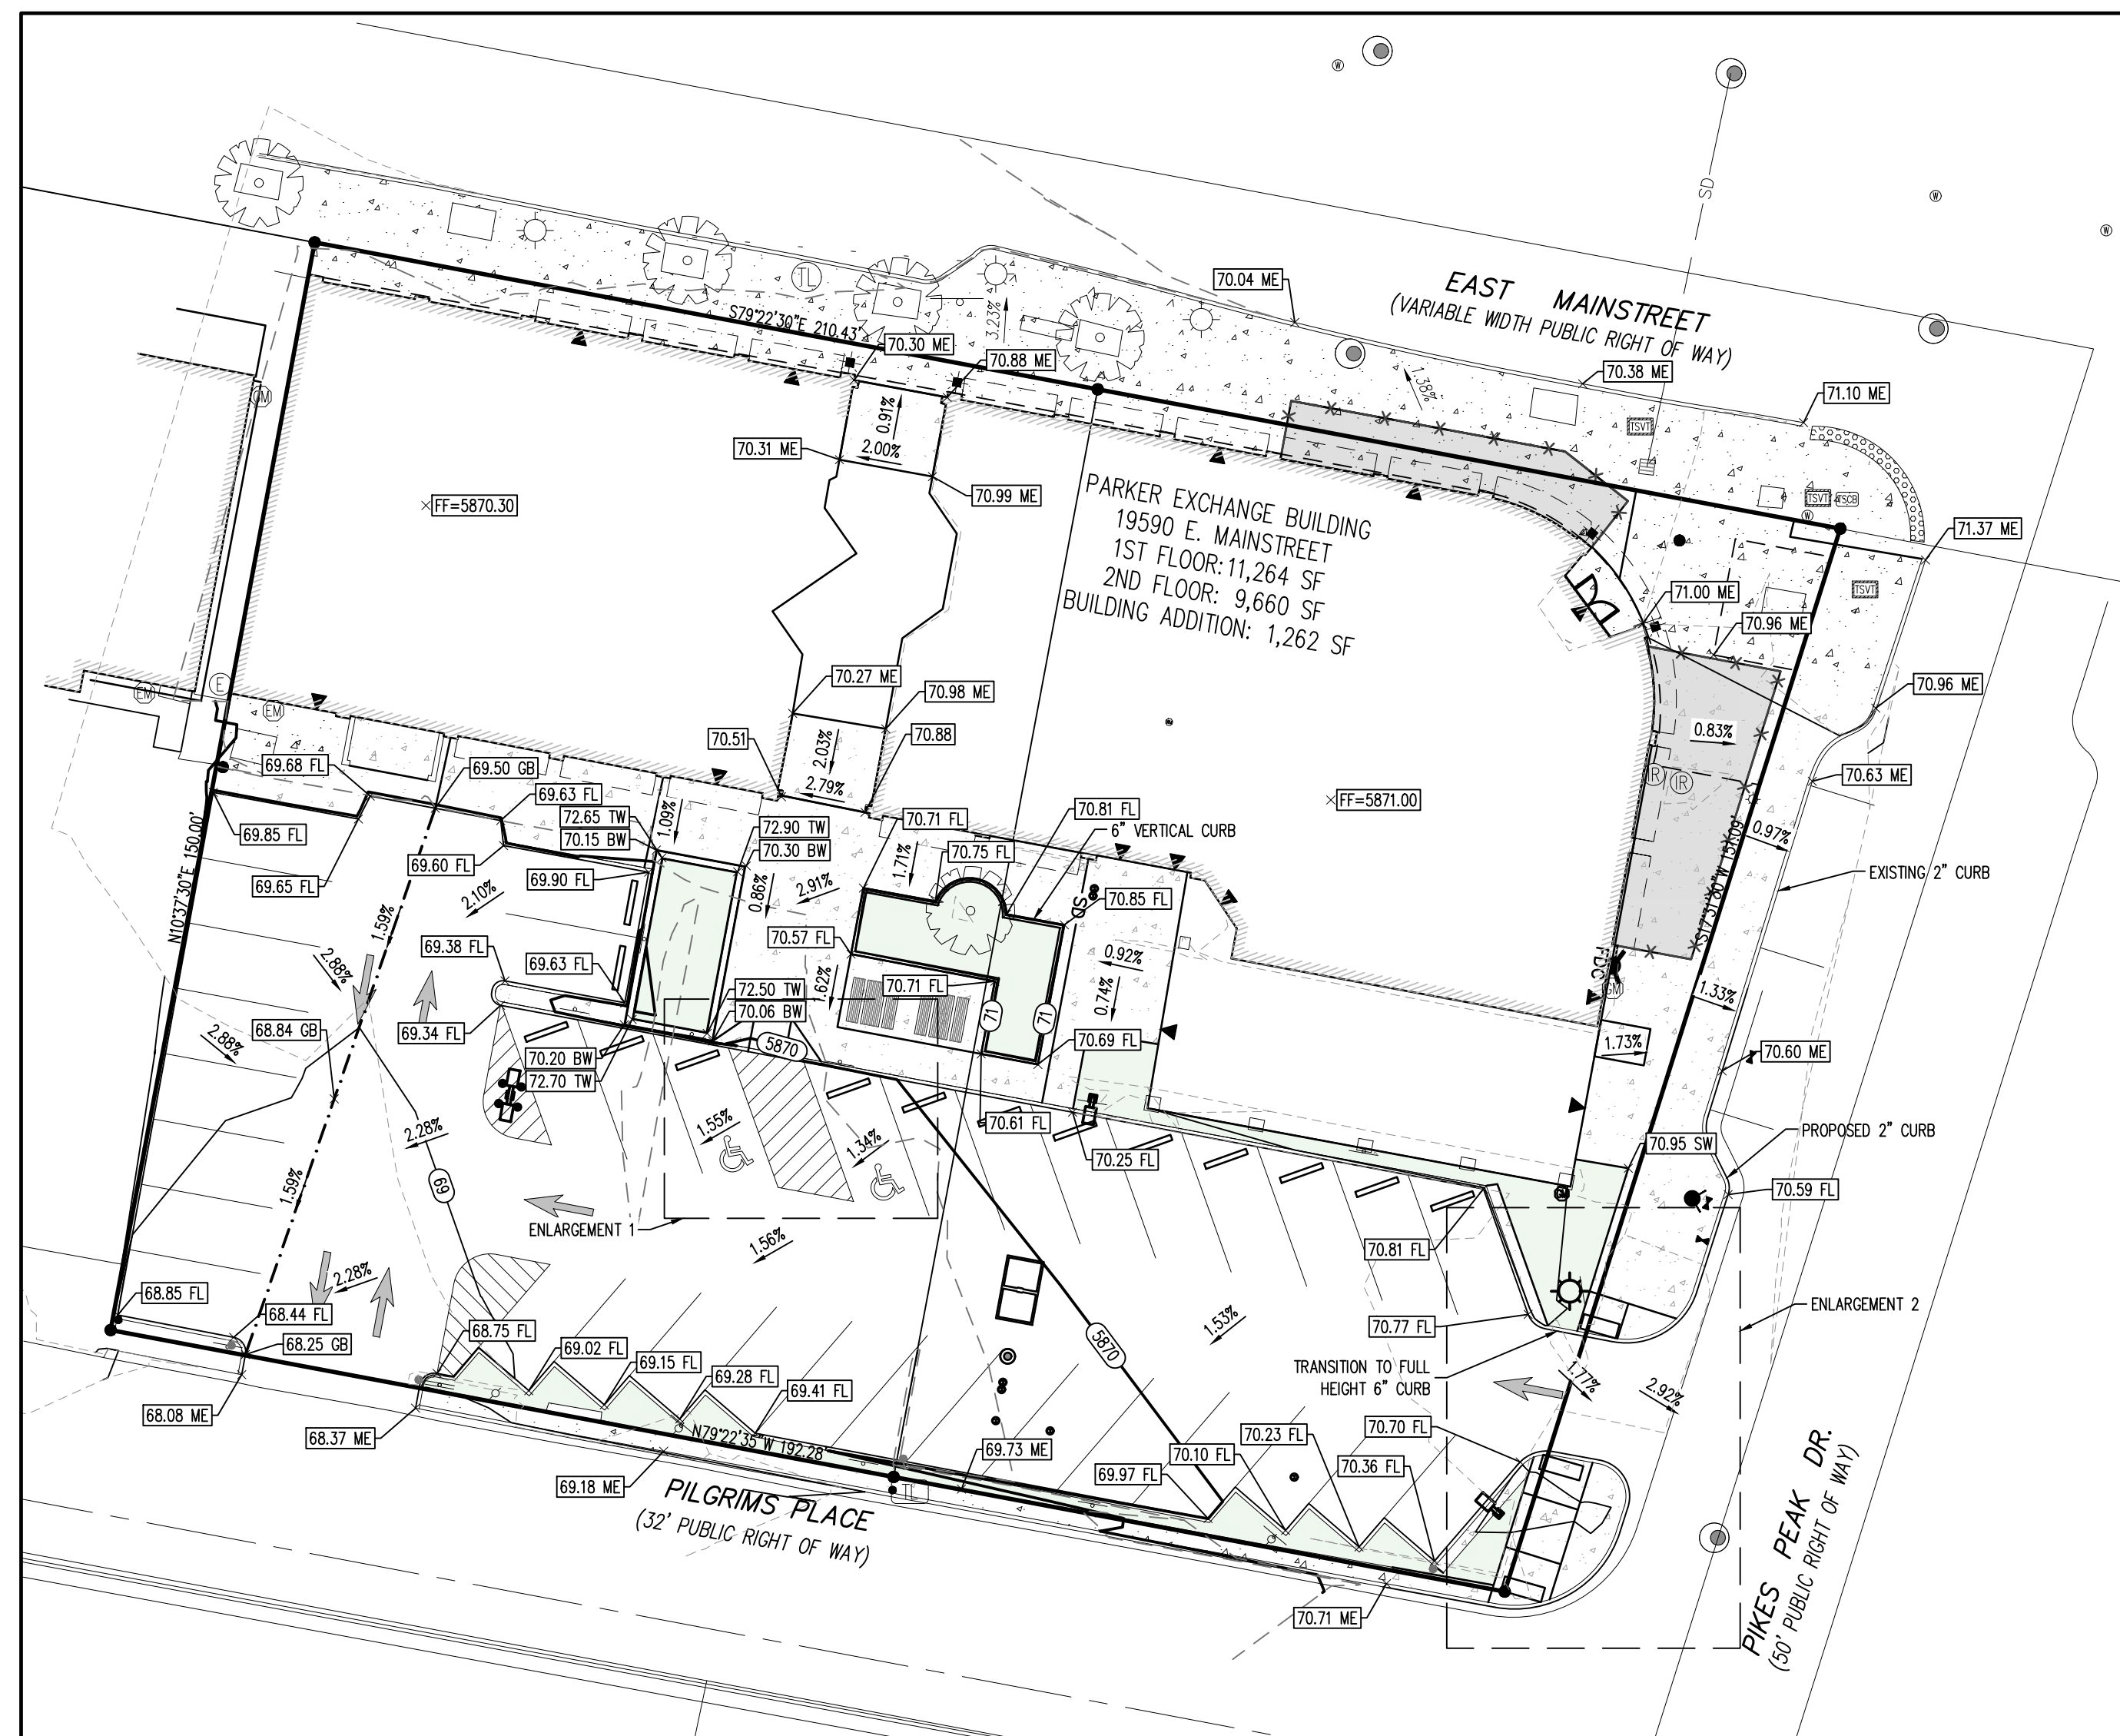 SD
EAST MAINSTREET
(VARIABLE WIDTH PUBLIC RIGHT OF WAY)
70.04 ME
TL
S79°22'30"E 210.43'
3.23%
70.30 ME
70.88 ME
1.38%
70.38 ME
71.10 ME
GM
0.91%
2.00%
70.31 ME
70.99 ME
TSVT
TSVT
TSCB
TSVT
W
W
W
W
FF=5870.30
PARKER EXCHANGE BUILDING
19590 E. MAINSTREET
1ST FLOOR: 11,264 SF
2ND FLOOR: 9,660 SF
BUILDING ADDITION: 1,262 SF
71.37 ME
71.00 ME
70.96 ME
70.96 ME
EM
E
EM
70.27 ME
70.98 ME
70.51
70.88
2.03%
2.79%
0.83%
IR
IR
70.63 ME
69.68 FL
69.50 GB
69.63 FL
72.65 TW
70.15 BW
1.09%
72.90 TW
70.30 BW
70.71 FL
70.81 FL
6" VERTICAL CURB
70.75 FL
FF=5871.00
0.97%
EXISTING 2" CURB
69.85 FL
69.60 FL
69.65 FL
69.90 FL
2.10%
0.86%
2.91%
1.71%
SD
70.85 FL
N10°37'30"E 150.00'
1.59%
2.88%
69.38 FL
69.63 FL
70.57 FL
1.62%
70.71 FL
0.92%
0.74%
FDC
GM
1.33%
72.50 TW
70.06 BW
71
71
68.84 GB
2.88%
69.34 FL
70.20 BW
72.70 TW
5870
70.69 FL
1.73%
70.60 ME
70.61 FL
70.25 FL
2.28%
1.55%
1.34%
70.95 SW
PROPOSED 2" CURB
1.59%
69
ENLARGEMENT 1
1.56%
70.59 FL
70.81 FL
2.28%
68.85 FL
68.44 FL
68.25 GB
68.75 FL
69.02 FL
69.15 FL
69.28 FL
69.41 FL
5870
1.53%
70.77 FL
ENLARGEMENT 2
TRANSITION TO FULL
HEIGHT 6" CURB
1.77%
2.92%
68.08 ME
68.37 ME
69.18 ME
N79°22'35"W 192.28'
69.73 ME
TL
69.97 FL
70.10 FL
70.23 FL
70.36 FL
70.70 FL
PILGRIMS PLACE
(32' PUBLIC RIGHT OF WAY)
70.71 ME
PIKES PEAK DR.
(50' PUBLIC RIGHT OF WAY)